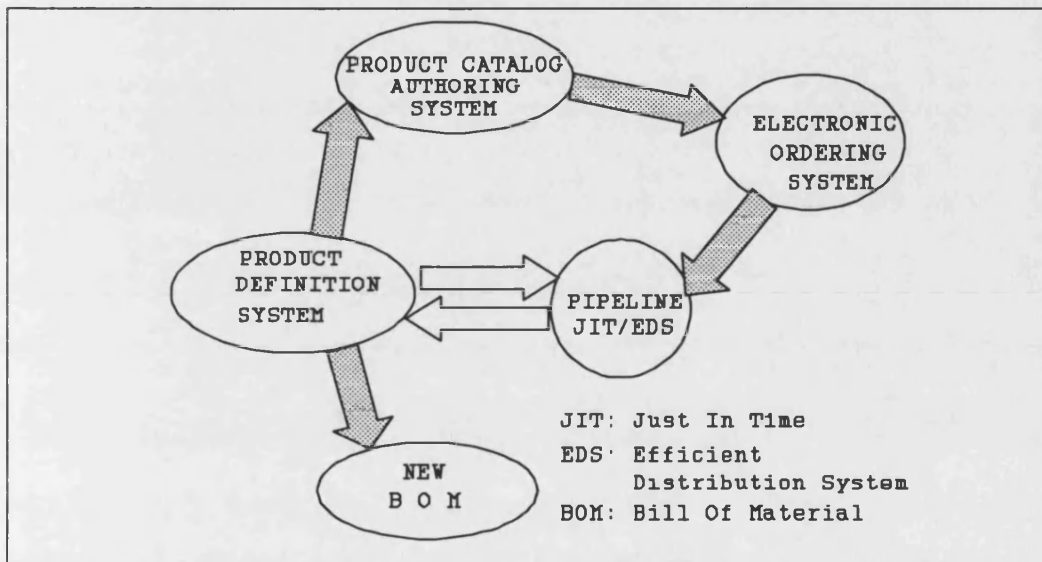 PRODUCT CATALOG
AUTHORING
SYSTEM
ELECTRONIC
ORDERING
SYSTEM
PRODUCT
DEFINITION
SYSTEM
PIPELINE
JIT/EDS
NEW
B O M
JIT: Just In Time
EDS: Efficient
Distribution System
BOM: Bill Of Material